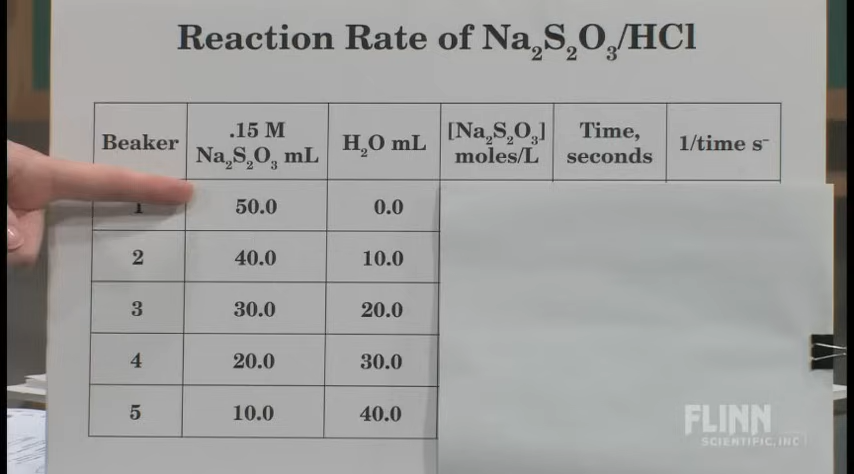 Reaction Rate of Na₂S₂O₃/HCl
Beaker .15 M Na₂S₂O₃ mL H₂O mL [Na₂S₂O₃] moles/L Time, seconds 1/time s⁻
1 50.0 0.0
2 40.0 10.0
3 30.0 20.0
4 20.0 30.0
5 10.0 40.0
FLINN
SCIENTIFIC, INC